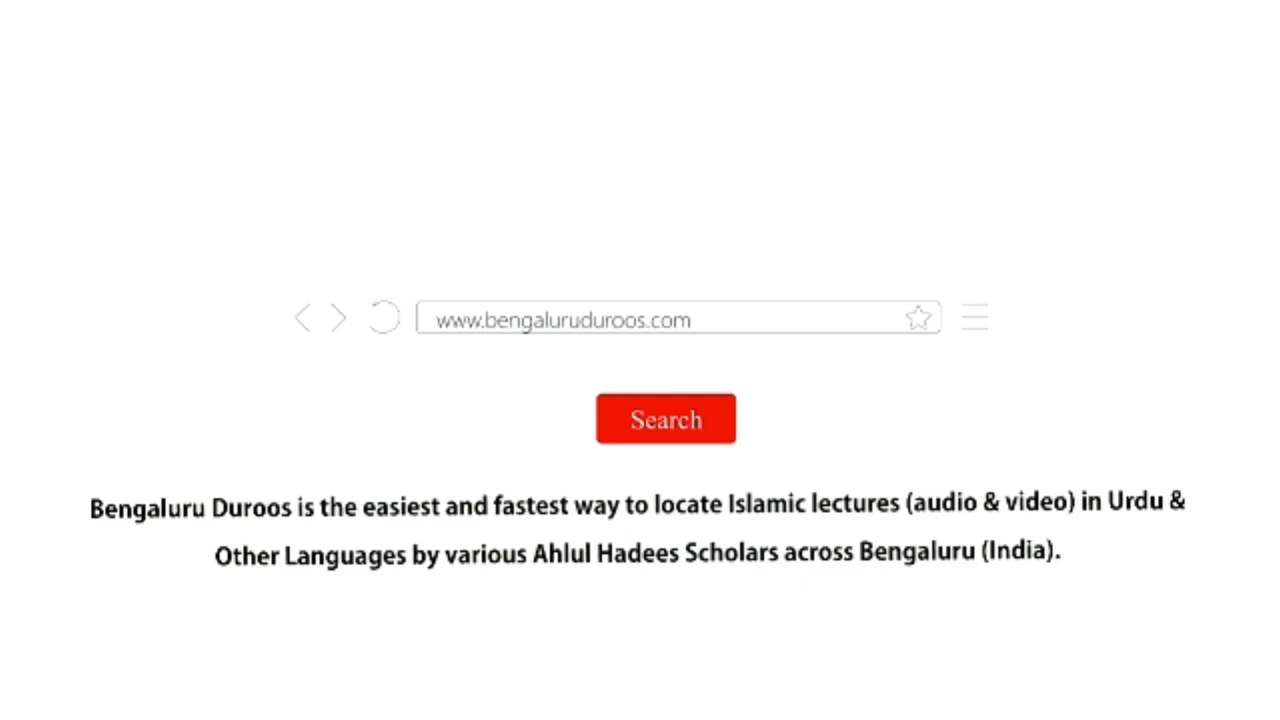 www.bengaluruduroos.com
Search
Bengaluru Duroos is the easiest and fastest way to locate Islamic lectures (audio & video) in Urdu &
Other Languages by various Ahlul Hadees Scholars across Bengaluru (India).